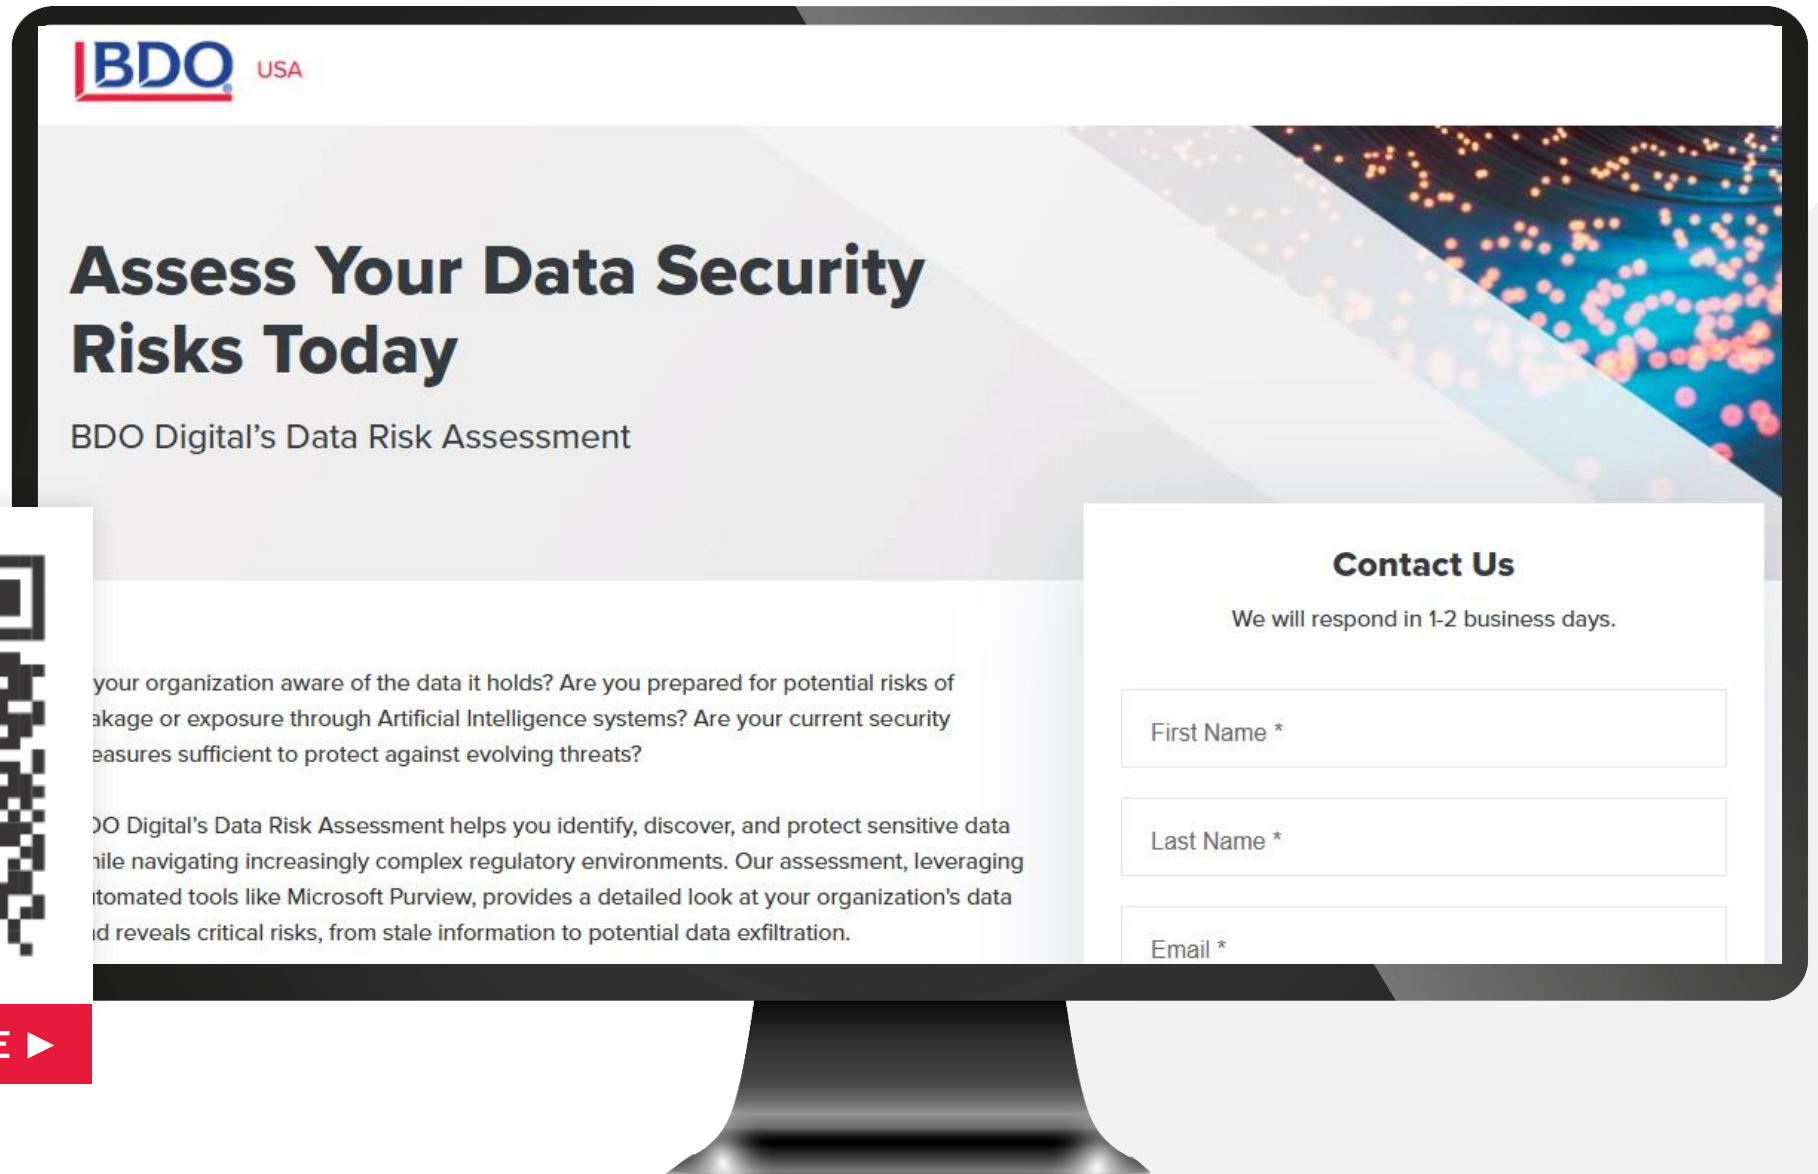 BDO USA
Assess Your Data Security
Risks Today
BDO Digital's Data Risk Assessment
your organization aware of the data it holds? Are you prepared for potential risks of
or exposure through Artificial Intelligence systems? Are your current security
sufficient to protect against evolving threats?
Digital's Data Risk Assessment helps you identify, discover, and protect sensitive data
navigating increasingly complex regulatory environments. Our assessment, leveraging
tools like Microsoft Purview, provides a detailed look at your organization's data
reveals critical risks, from stale information to potential data exfiltration.
Contact Us
We will respond in 1-2 business days.
First Name *
Last Name *
Email *